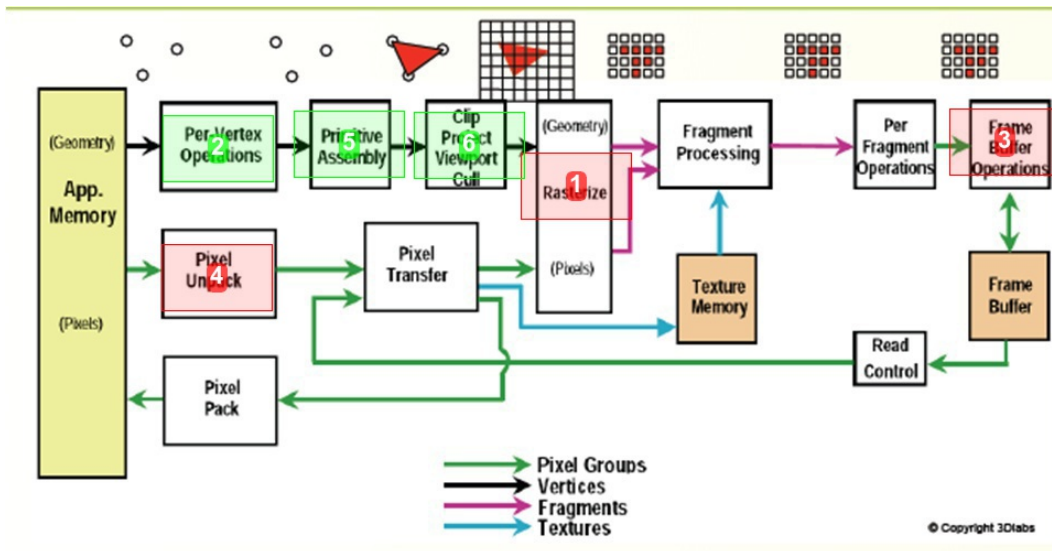 (Geometry)
App.
Memory
(Pixels)
Per Vertex
Operations
2
Primitive
Assembly
5
Clip
Project
Viewport
Cull
6
(Geometry)
Rasterize
1
(Pixels)
Fragment
Processing
Per
Fragment
Operations
Frame
Buffer
Operations
3
Pixel
Unpack
4
Pixel
Transfer
Texture
Memory
Frame
Buffer
Read
Control
Pixel
Pack
Pixel Groups
Vertices
Fragments
Textures
© Copyright 3Dlabs